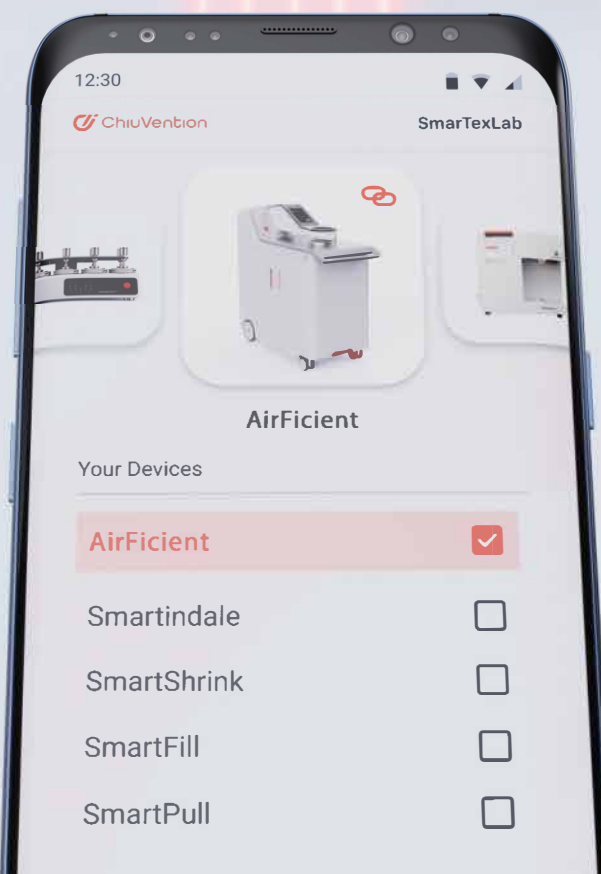 12:30
ChiuVention SmarTexLab
AirFicient
Your Devices
AirFicient
Smartindale
SmartShrink
SmartFill
SmartPull